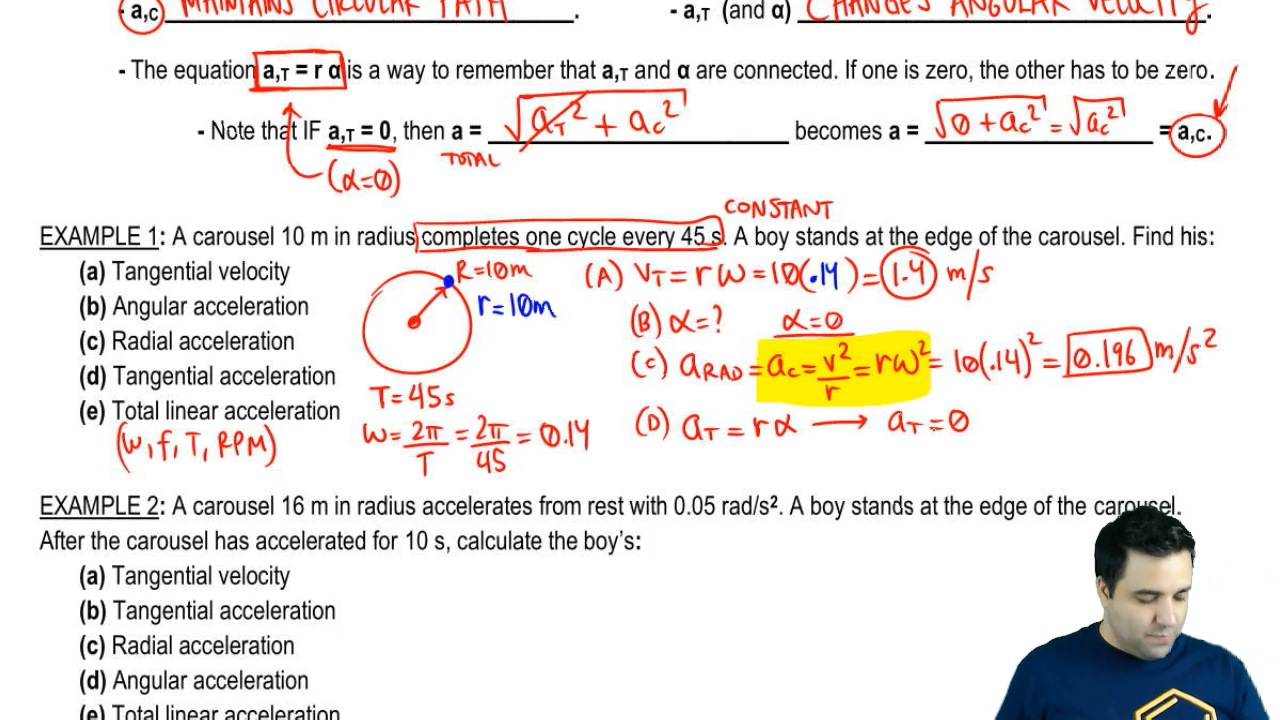 - a,C MAINTAINS CIRCULAR PATH. - a,T (and α) CHANGES ANGULAR VELOCITY.
- The equation a,T = r α is a way to remember that a,T and α are connected. If one is zero, the other has to be zero.
- Note that IF a,T = 0, then a = √aT² + aC² becomes a = √0 + aC² = √aC² = a,C.
TOTAL
(α=0)
CONSTANT
EXAMPLE 1: A carousel 10 m in radius completes one cycle every 45 s. A boy stands at the edge of the carousel. Find his:
(a) Tangential velocity
(b) Angular acceleration
(c) Radial acceleration
(d) Tangential acceleration
(e) Total linear acceleration
(W, f, T, RPM)
R=10m
r=10m
T=45s
W=2π/T=2π/45=0.14
(A) VT=rW=10(.14)=1.4 m/s
(B) α=? α=0
(C) aRAD=aC=v²/r=rW²=10(.14)²=0.196 m/s²
(D) aT=rα → aT=0
EXAMPLE 2: A carousel 16 m in radius accelerates from rest with 0.05 rad/s². A boy stands at the edge of the carousel.
After the carousel has accelerated for 10 s, calculate the boy's:
(a) Tangential velocity
(b) Tangential acceleration
(c) Radial acceleration
(d) Angular acceleration
(e) Total linear acceleration